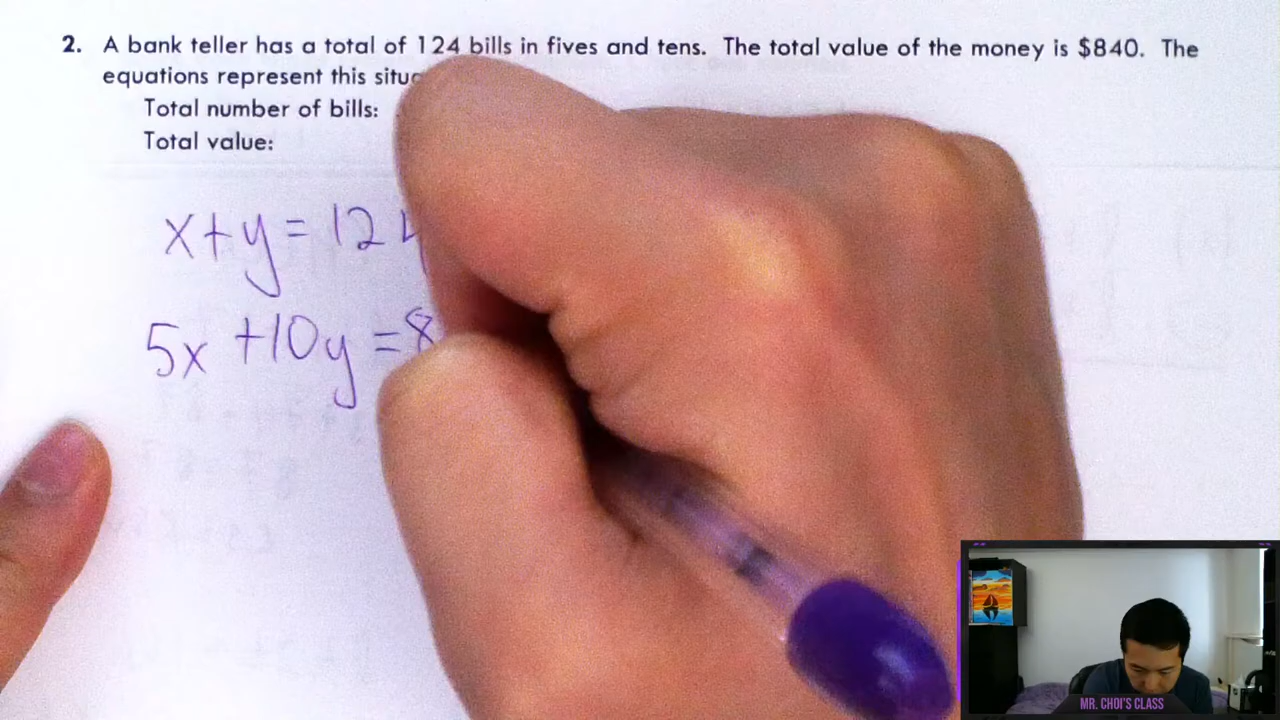 2. A bank teller has a total of 124 bills in fives and tens. The total value of the money is $840. The
equations represent this
Total number of bills:
Total value:
x+y=124
5x +10y =8
MR. CHOI'S CLASS